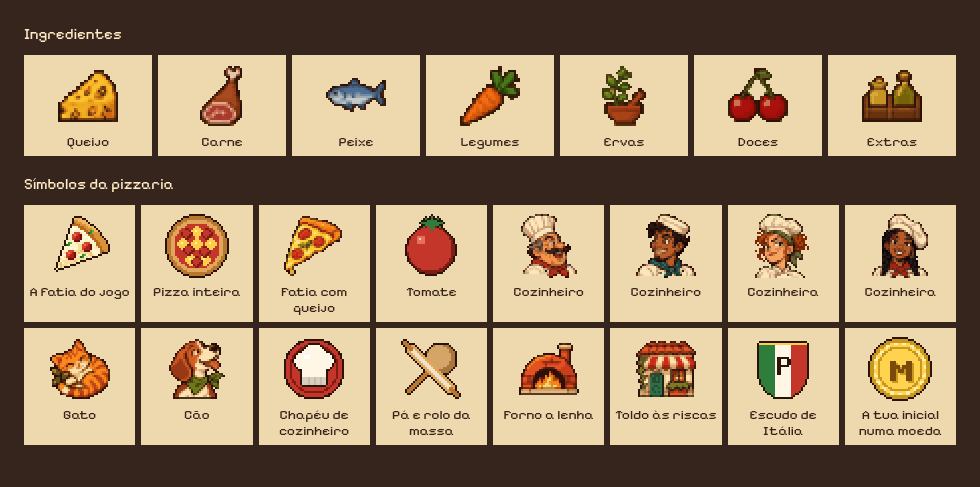 Ingredientes
Queijo
Carne
Peixe
Legumes
Ervas
Doces
Extras
Símbolos da pizzaria
A Fatia do jogo
Pizza inteira
Fatia com
queijo
Tomate
Cozinheiro
Cozinheiro
Cozinheira
Cozinheira
Gato
Cão
Chapéu de
cozinheiro
Pá e rolo da
massa
Forno a lenha
Toldo às riscas
P
Escudo de
Itália
M
A tua inicial
numa moeda